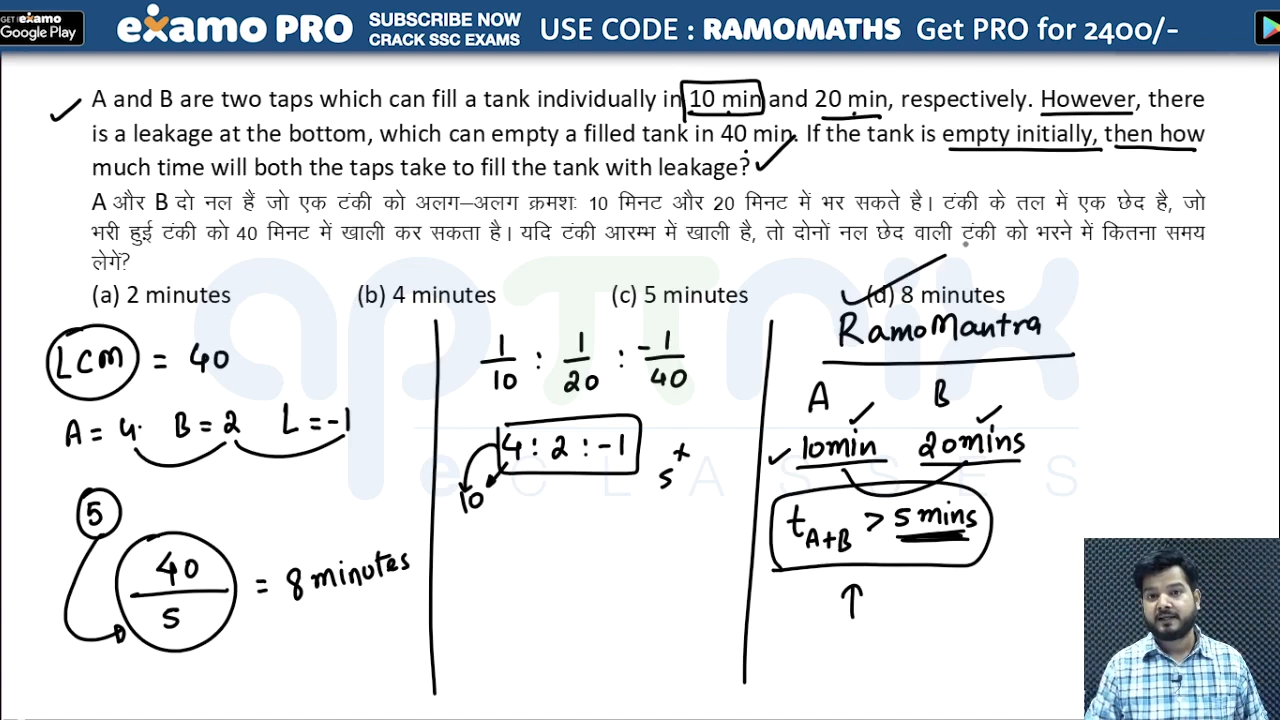 GET IT examo
Google Play
examo PRO
SUBSCRIBE NOW
CRACK SSC EXAMS
USE CODE : RAMOMATHS Get PRO for 2400/-
A and B are two taps which can fill a tank individually in 10 min and 20 min, respectively. However, there
is a leakage at the bottom, which can empty a filled tank in 40 min. If the tank is empty initially, then how
much time will both the taps take to fill the tank with leakage?
A और B दो नल हैं जो एक टंकी को अलग–अलग क्रमशः 10 मिनट और 20 मिनट में भर सकते है। टंकी के तल में एक छेद है, जो
भरी हुई टंकी को 40 मिनट में खाली कर सकता है। यदि टंकी आरम्भ में खाली है, तो दोनों नल छेद वाली टंकी को भरने में कितना समय
लेगें?
(a) 2 minutes (b) 4 minutes (c) 5 minutes (d) 8 minutes
LCM = 40
A = 4 B = 2 L = -1
5
40/5 = 8 minutes
1/10 : 1/20 : -1/40
4 : 2 : -1
10
5+
RamoMantra
A B
10min 20mins
tA+B > 5 mins
aptnix
eCLASSES